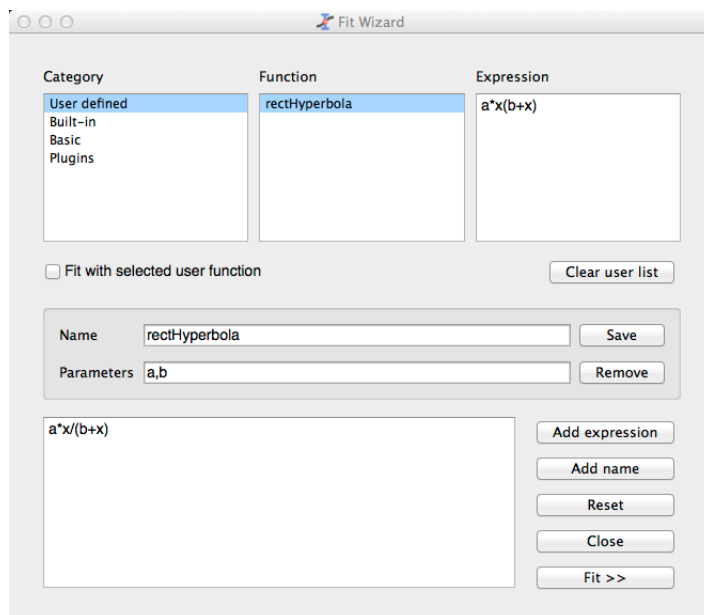 Fit Wizard
Category Function Expression
User defined rectHyperbola a*x(b+x)
Built-in
Basic
Plugins
Fit with selected user function Clear user list
Name rectHyperbola Save
Parameters a,b Remove
a*x/(b+x) Add expression
Add name
Reset
Close
Fit >>